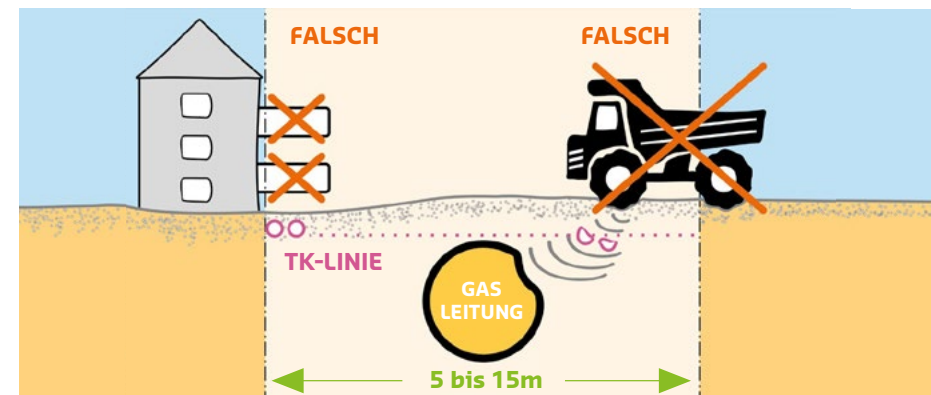 FALSCH
FALSCH
TK-LINIE
GAS
LEITUNG
5 bis 15m